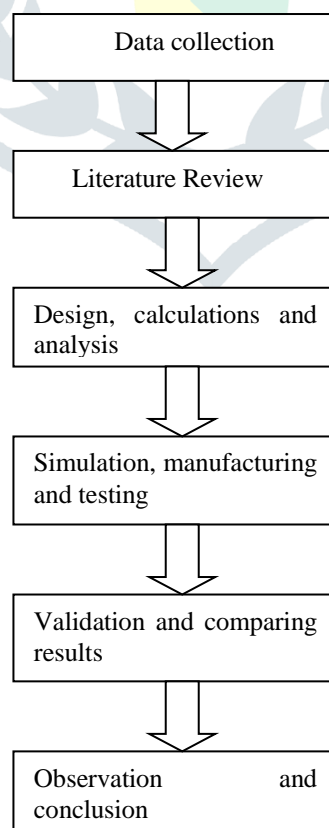 Data collection
Literature Review
Design, calculations and
analysis
Simulation, manufacturing
and testing
Validation and comparing
results
Observation and
conclusion